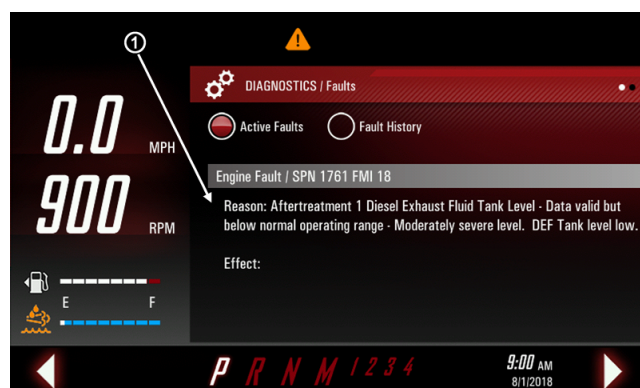 1
DIAGNOSTICS / Faults
Active Faults Fault History
0.0 MPH
Engine Fault / SPN 1761 FMI 18
900 RPM
Reason: Aftertreatment 1 Diesel Exhaust Fluid Tank Level - Data valid but
below normal operating range - Moderately severe level. DEF Tank level low.
Effect:
E F
P R N M 1 2 3 4
9:00 AM
8/1/2018